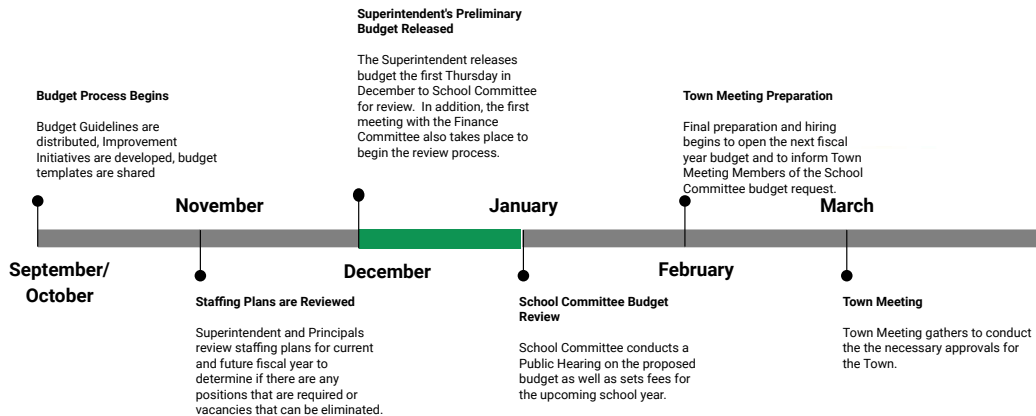 Superintendent's Preliminary
Budget Released
The Superintendent releases
budget the first Thursday in
December to School Committee
for review. In addition, the first
meeting with the Finance
Committee also takes place to
begin the review process.
Budget Process Begins
Budget Guidelines are
distributed, Improvement
Initiatives are developed, budget
templates are shared
Town Meeting Preparation
Final preparation and hiring
begins to open the next fiscal
year budget and to inform Town
Meeting Members of the School
Committee budget request.
November
January
March
September/
October
December
February
Staffing Plans are Reviewed
Superintendent and Principals
review staffing plans for current
and future fiscal year to
determine if there are any
positions that are required or
vacancies that can be eliminated.
School Committee Budget
Review
School Committee conducts a
Public Hearing on the proposed
budget as well as sets fees for
the upcoming school year.
Town Meeting
Town Meeting gathers to conduct
the the necessary approvals for
the Town.